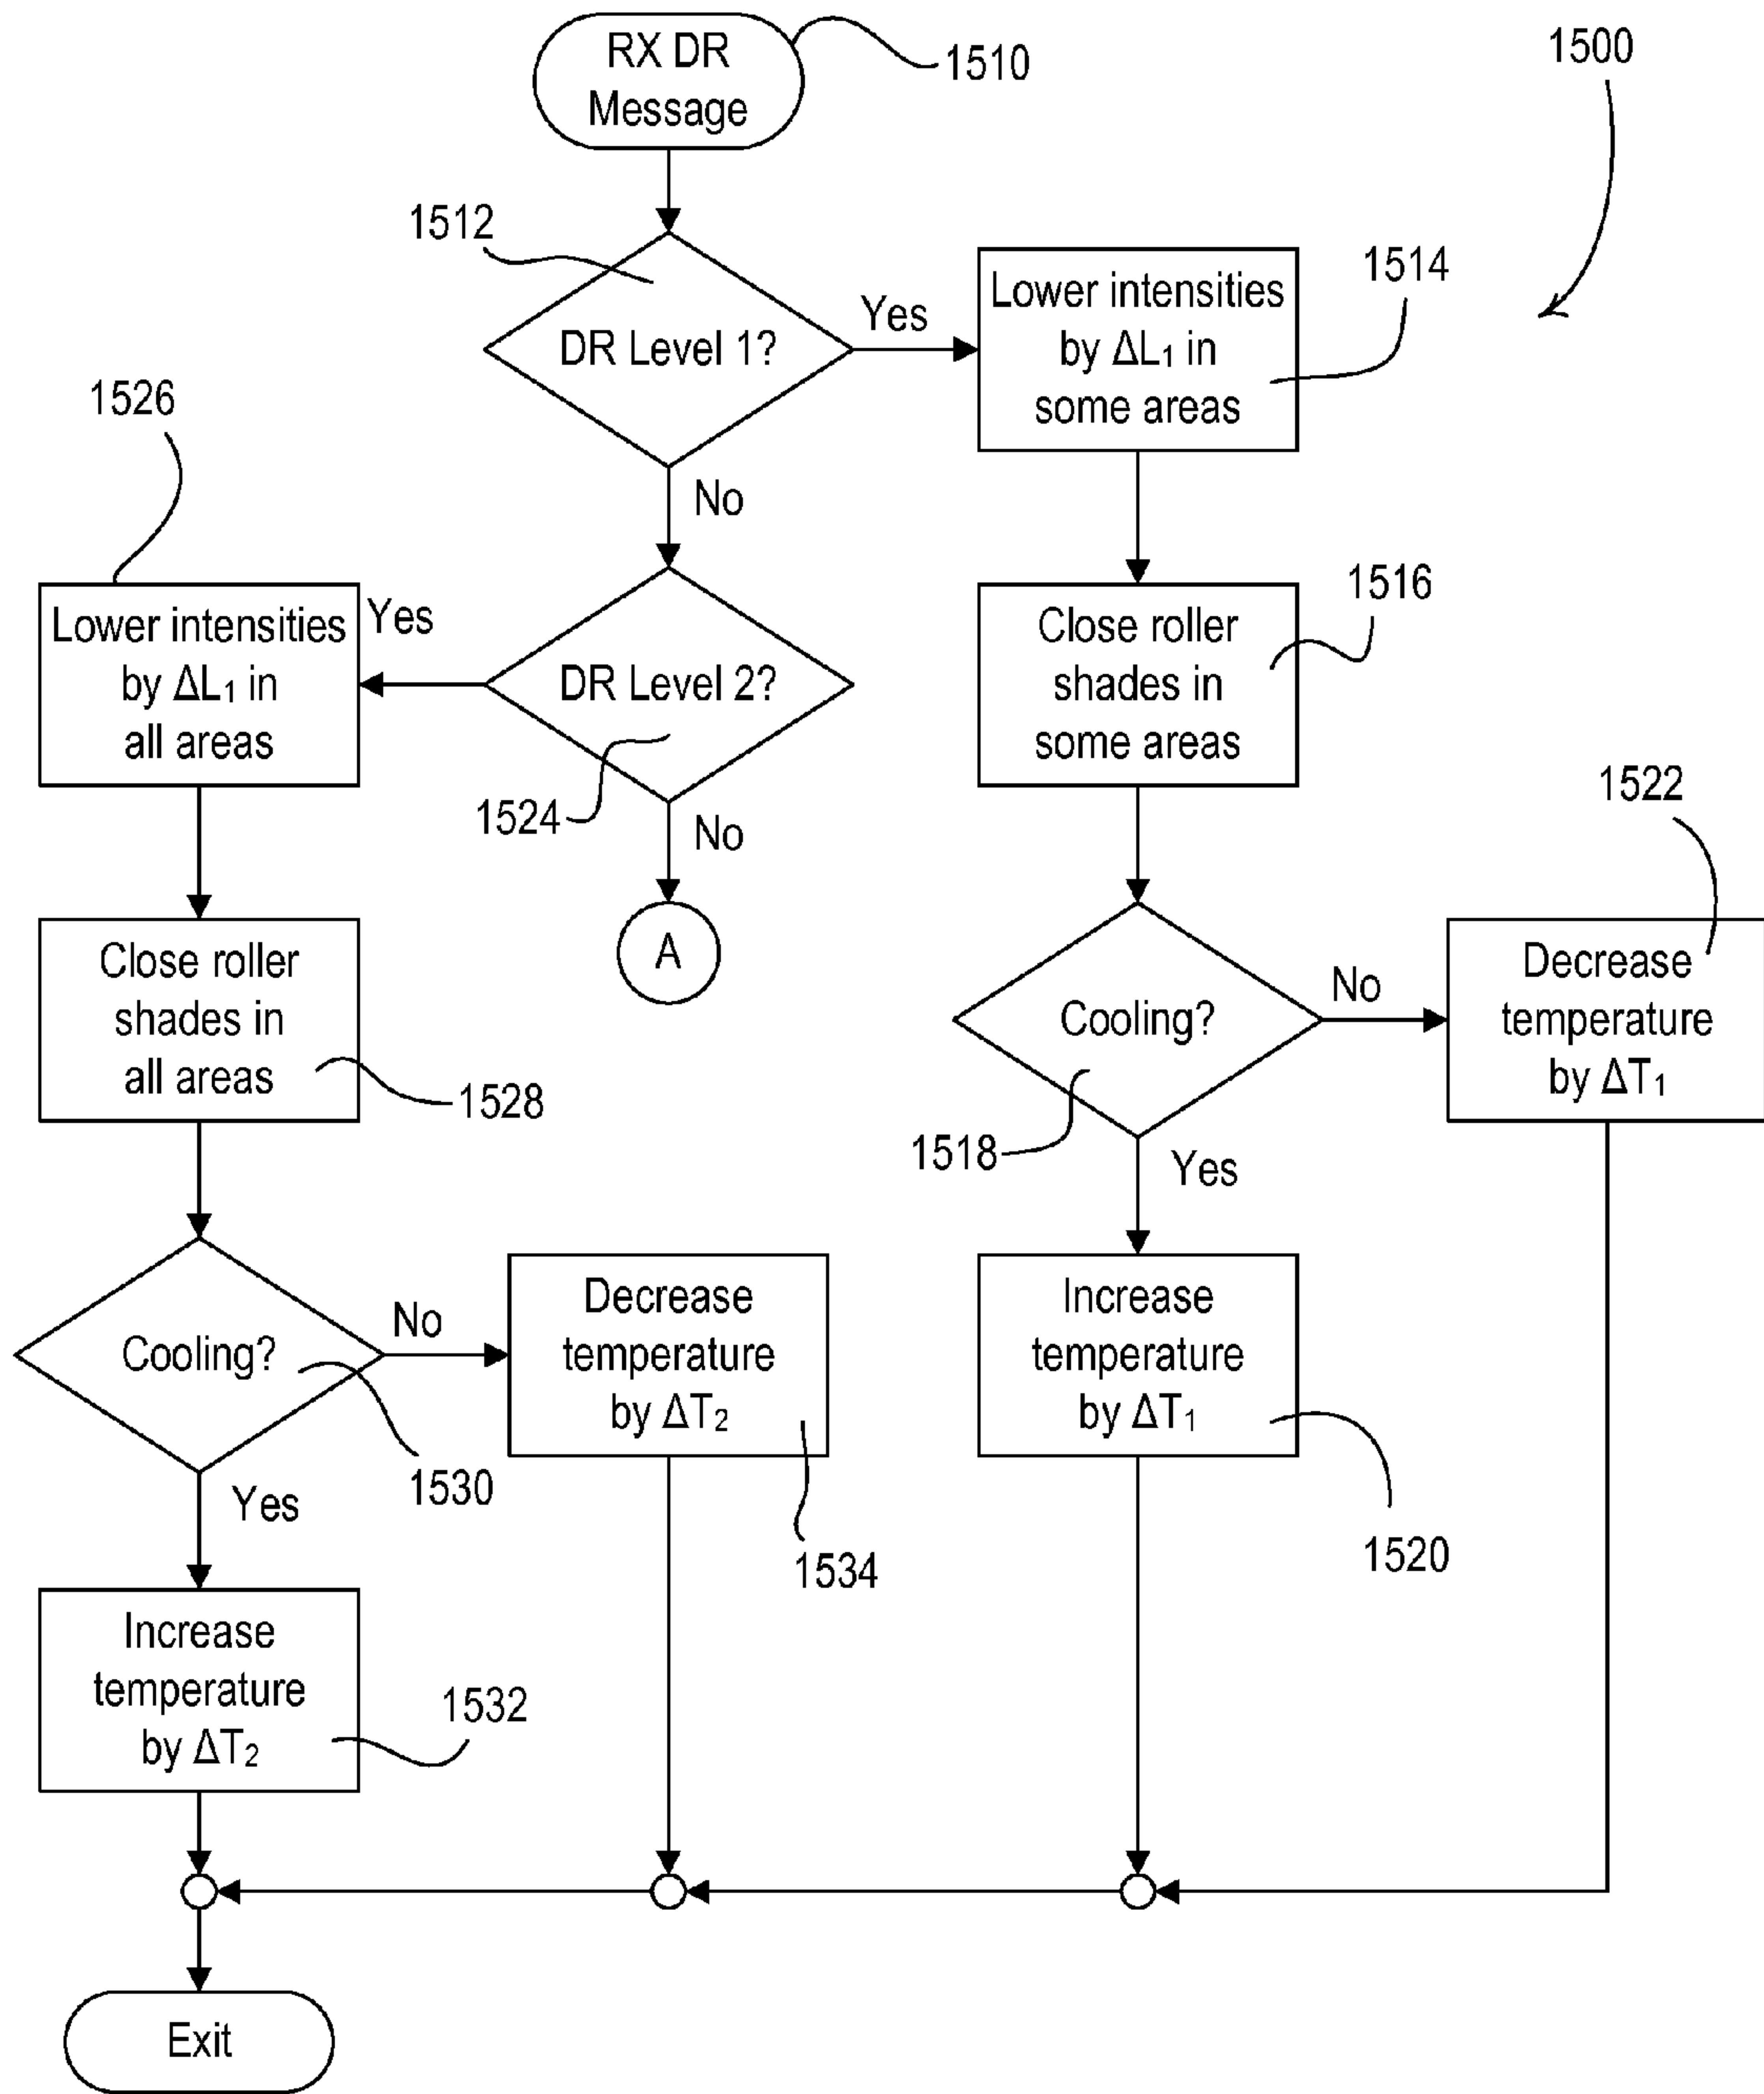 RX DR
Message
1510
1500
1512
DR Level 1?
Yes
Lower intensities
by ΔL₁ in
some areas
1514
1526
No
Lower intensities
by ΔL₁ in
all areas
Yes
DR Level 2?
1524
No
Close roller
shades in
some areas
1516
1522
A
Close roller
shades in
all areas
1528
Cooling?
1518
No
Decrease
temperature
by ΔT₁
Yes
Cooling?
1530
No
Decrease
temperature
by ΔT₂
1534
Increase
temperature
by ΔT₁
1520
Yes
Increase
temperature
by ΔT₂
1532
Exit